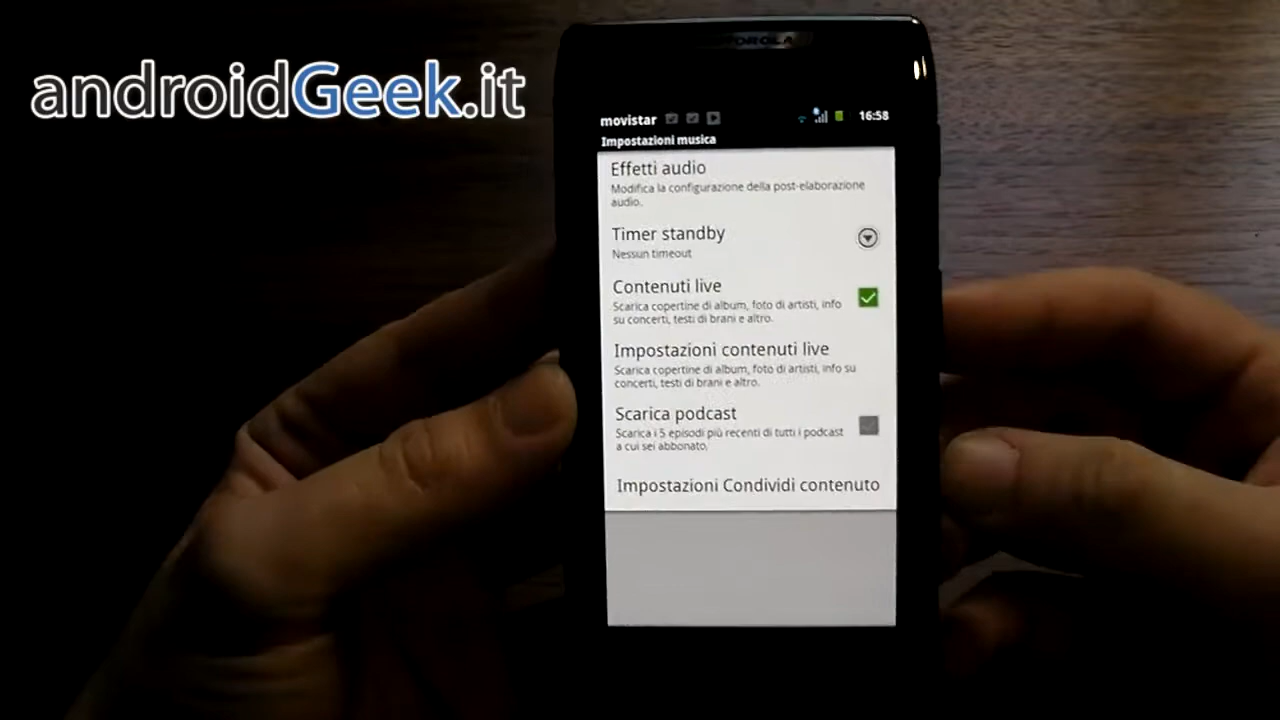 androidGeek.it
MOTOROLA
movistar 16:58
Impostazioni musica
Effetti audio
Modifica la configurazione della post-elaborazione
audio.
Timer standby
Nessun timeout
Contenuti live
Scarica copertine di album, foto di artisti, info
su concerti, testi di brani e altro.
Impostazioni contenuti live
Scarica copertine di album, foto di artisti, info su
concerti, testi di brani e altro.
Scarica podcast
Scarica i 5 episodi più recenti di tutti i podcast
a cui sei abbonato.
Impostazioni Condividi contenuto